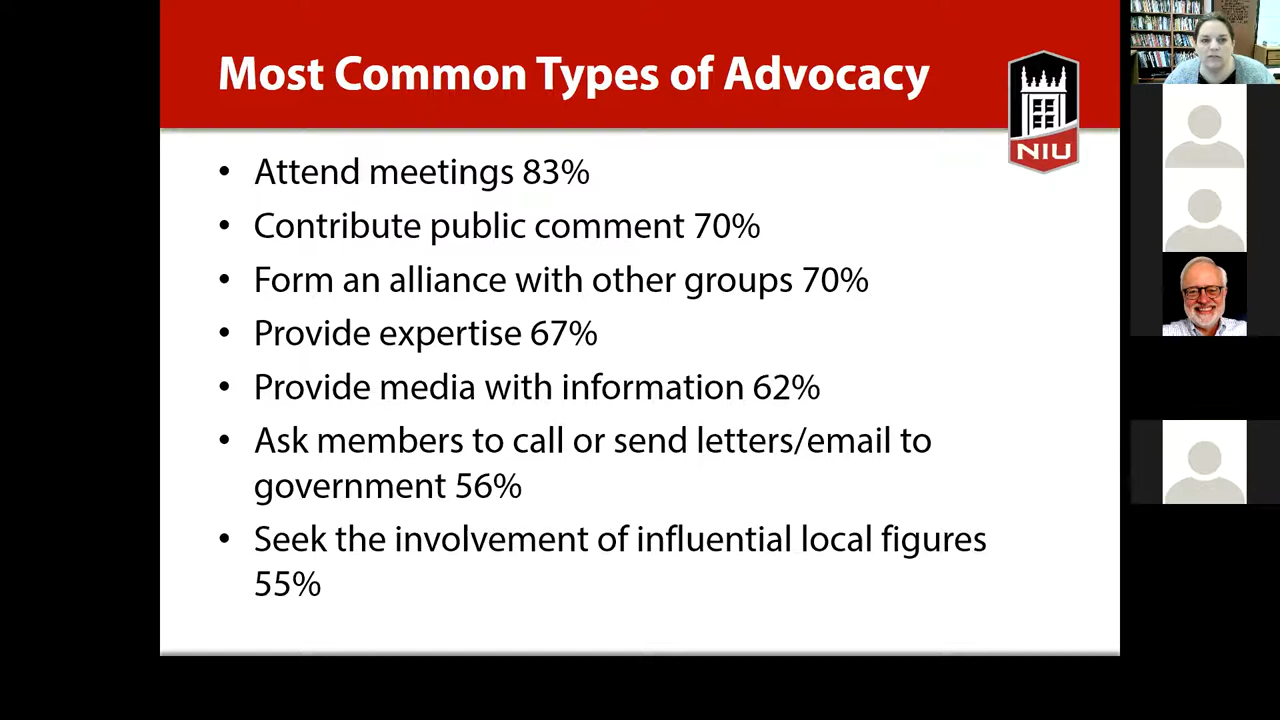 Most Common Types of Advocacy
NIU
• Attend meetings 83%
• Contribute public comment 70%
• Form an alliance with other groups 70%
• Provide expertise 67%
• Provide media with information 62%
• Ask members to call or send letters/email to
government 56%
• Seek the involvement of influential local figures
55%